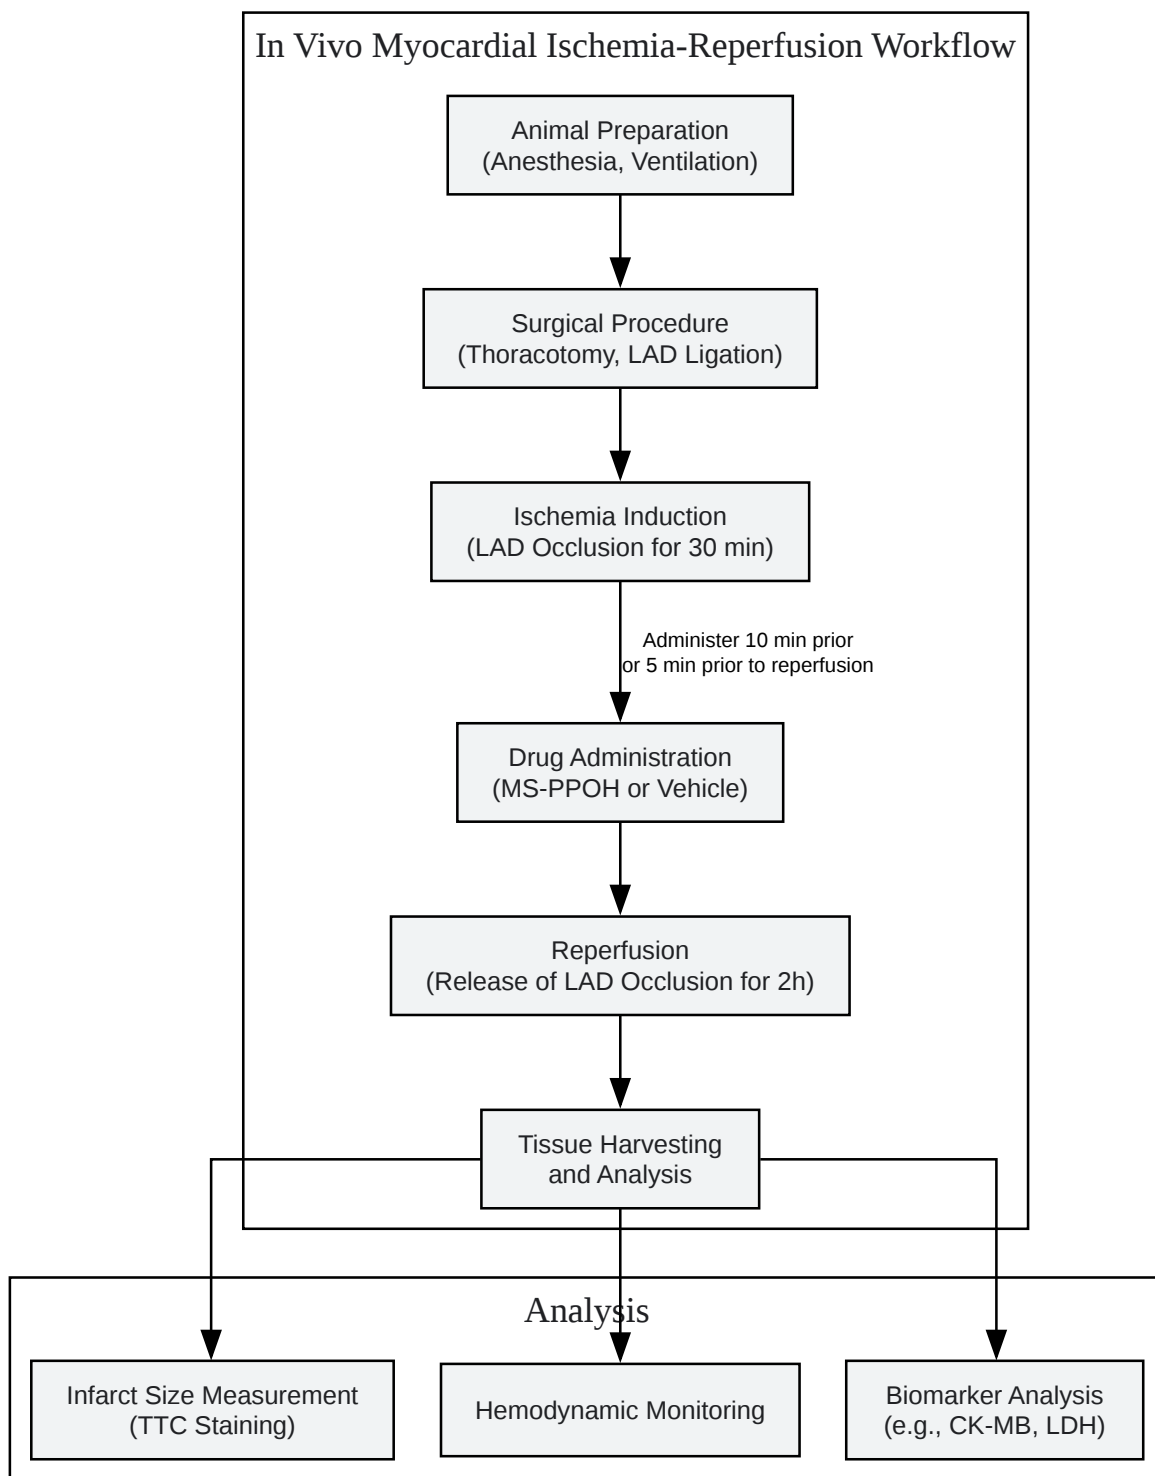 In Vivo Myocardial Ischemia-Reperfusion Workflow
Animal Preparation
(Anesthesia, Ventilation)
Surgical Procedure
(Thoracotomy, LAD Ligation)
Ischemia Induction
(LAD Occlusion for 30 min)
Administer 10 min prior
or 5 min prior to reperfusion
Drug Administration
(MS-PPOH or Vehicle)
Reperfusion
(Release of LAD Occlusion for 2h)
Tissue Harvesting
and Analysis
Analysis
Infarct Size Measurement
(TTC Staining)
Hemodynamic Monitoring
Biomarker Analysis
(e.g., CK-MB, LDH)